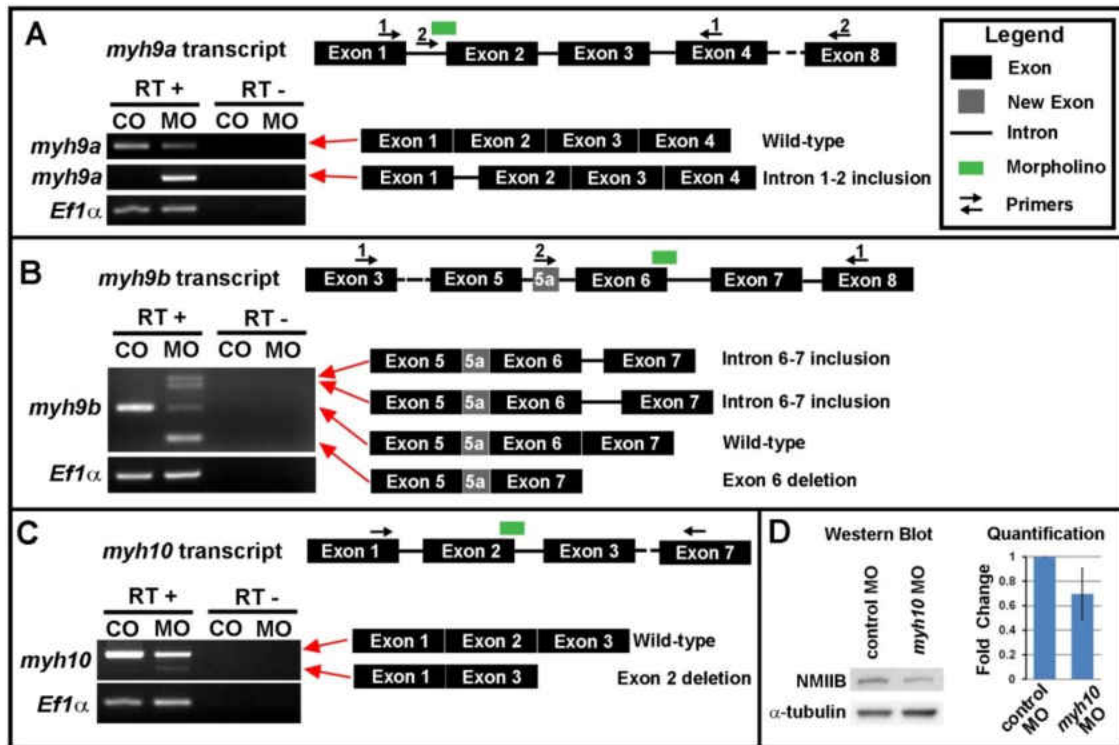 A
myh9a transcript
1 2 1 2
Exon 1 Exon 2 Exon 3 Exon 4 Exon 8
RT + RT -
CO MO CO MO
myh9a
Exon 1 Exon 2 Exon 3 Exon 4 Wild-type
myh9a
Exon 1 Exon 2 Exon 3 Exon 4 Intron 1-2 inclusion
Ef1α
Legend
Exon
New Exon
Intron
Morpholino
Primers
B
myh9b transcript
1 2 1
Exon 3 Exon 5 5a Exon 6 Exon 7 Exon 8
RT + RT -
CO MO CO MO
myh9b
Exon 5 5a Exon 6 Exon 7 Intron 6-7 inclusion
Exon 5 5a Exon 6 Exon 7 Intron 6-7 inclusion
Exon 5 5a Exon 6 Exon 7 Wild-type
Exon 5 5a Exon 7 Exon 6 deletion
Ef1α
C
myh10 transcript
Exon 1 Exon 2 Exon 3 Exon 7
RT + RT -
CO MO CO MO
myh10
Exon 1 Exon 2 Exon 3 Wild-type
Exon 1 Exon 3 Exon 2 deletion
Ef1α
D
Western Blot
control MO
myh10 MO
NMIIB
α-tubulin
Quantification
Fold Change
1
0.8
0.6
0.4
0.2
0
control MO
myh10 MO